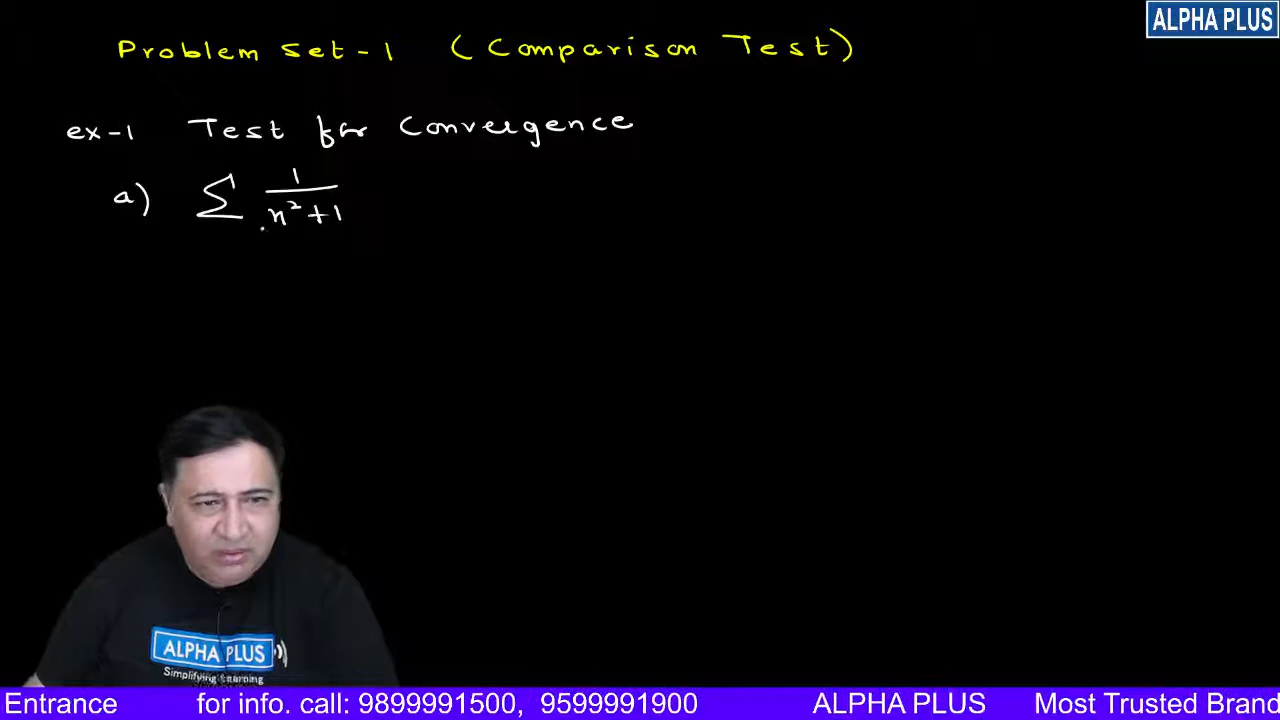 ALPHA PLUS
Problem Set-1 (Comparison Test)
ex-1 Test for Convergence
a) ∑ 1/(n²+1)
ALPHA PLUS
Simplifying Learning
Entrance for info. call: 9899991500, 9599991900 ALPHA PLUS Most Trusted Brand